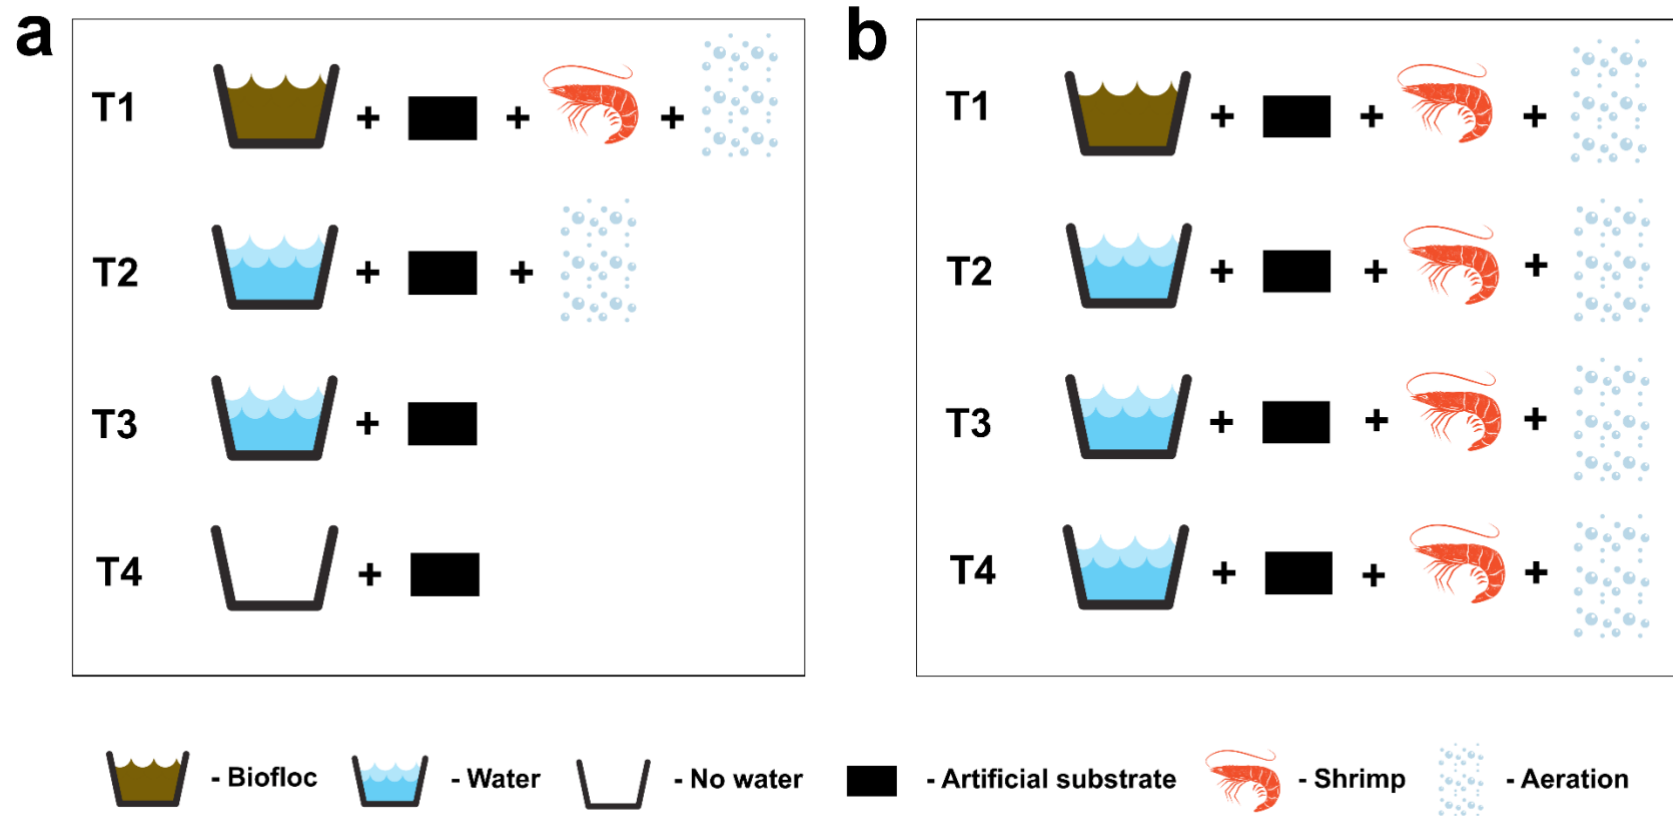 a
T1
+ + +
T2
+ +
T3
+
T4
+
b
T1
+ + +
T2
+ + +
T3
+ + +
T4
+ + +
- Biofloc - Water - No water - Artificial substrate - Shrimp - Aeration